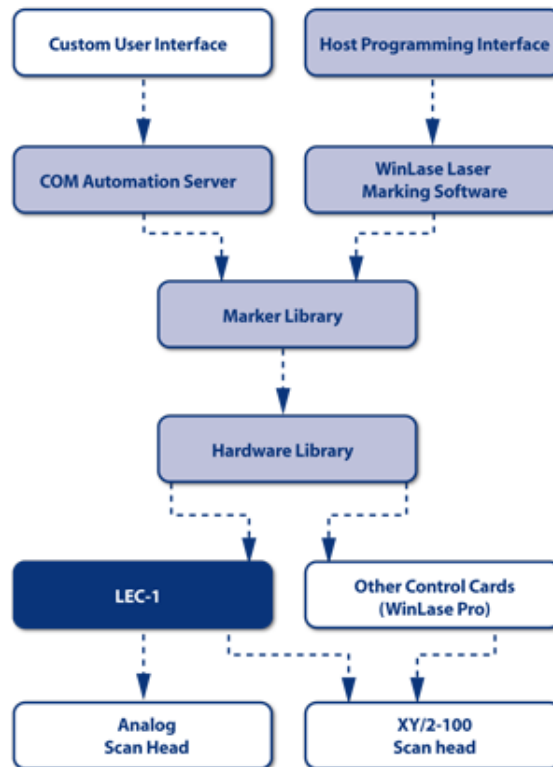 Custom User Interface
Host Programming Interface
COM Automation Server
WinLase Laser
Marking Software
Marker Library
Hardware Library
LEC-1
Other Control Cards
(WinLase Pro)
Analog
Scan Head
XY/2-100
Scan head